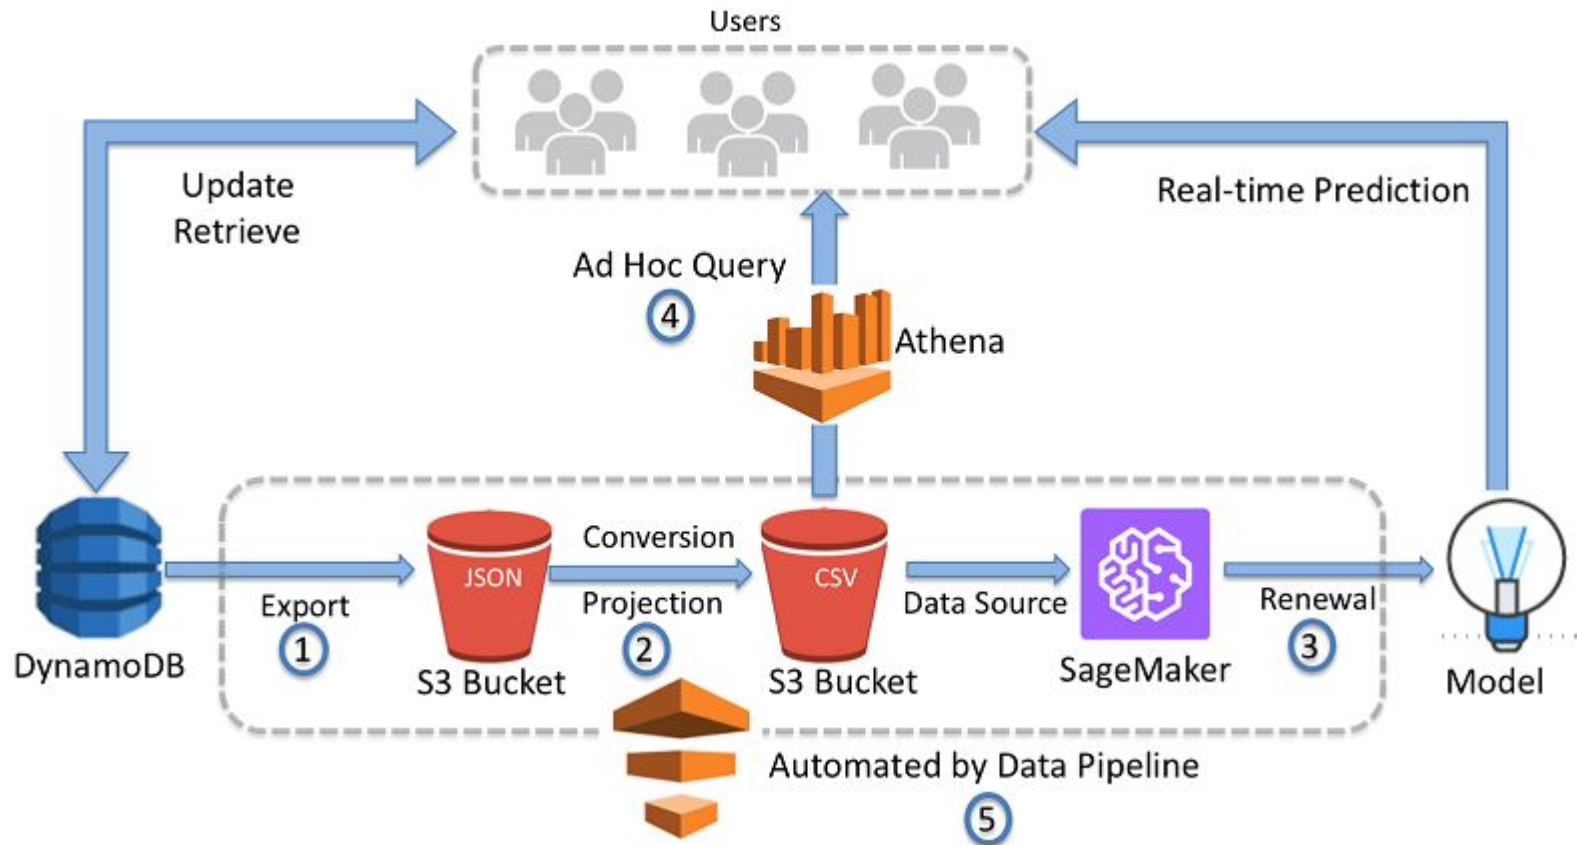 Users
Update
Retrieve
Real-time Prediction
Ad Hoc Query
4
Athena
DynamoDB
Export
1
JSON
S3 Bucket
Conversion
Projection
2
CSV
S3 Bucket
Data Source
SageMaker
Renewal
3
Model
Automated by Data Pipeline
5